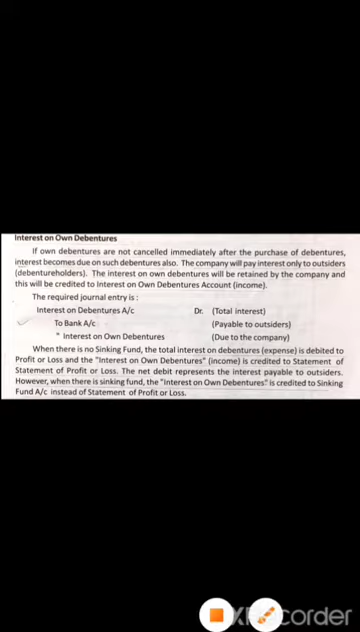 Interest on Own Debentures
If own debentures are not cancelled immediately after the purchase of debentures,
interest becomes due on such debentures also. The company will pay interest only to outsiders
(debentureholders). The interest on own debentures will be retained by the company and
this will be credited to Interest on Own Debentures Account (income).
The required journal entry is :
Interest on Debentures A/c Dr. (Total interest)
To Bank A/c (Payable to outsiders)
" Interest on Own Debentures (Due to the company)
When there is no Sinking Fund, the total interest on debentures (expense) is debited to
Profit or Loss and the "Interest on Own Debentures" (income) is credited to Statement of
Statement of Profit or Loss. The net debit represents the interest payable to outsiders.
However, when there is sinking fund, the "Interest on Own Debentures" is credited to Sinking
Fund A/c instead of Statement of Profit or Loss.
corder